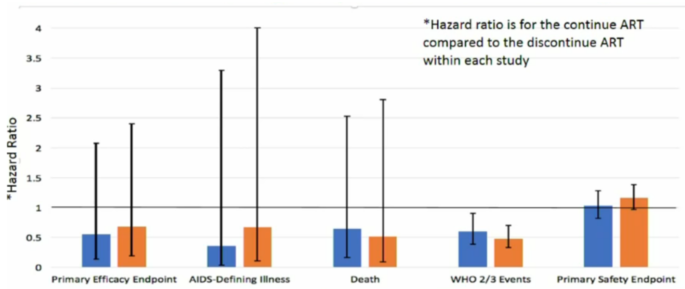 *Hazard ratio is for the continue ART
compared to the discontinue ART
within each study
*Hazard Ratio
4
3.5
3
2.5
2
1.5
1
0.5
0
Primary Efficacy Endpoint AIDS-Defining Illness Death WHO 2/3 Events Primary Safety Endpoint